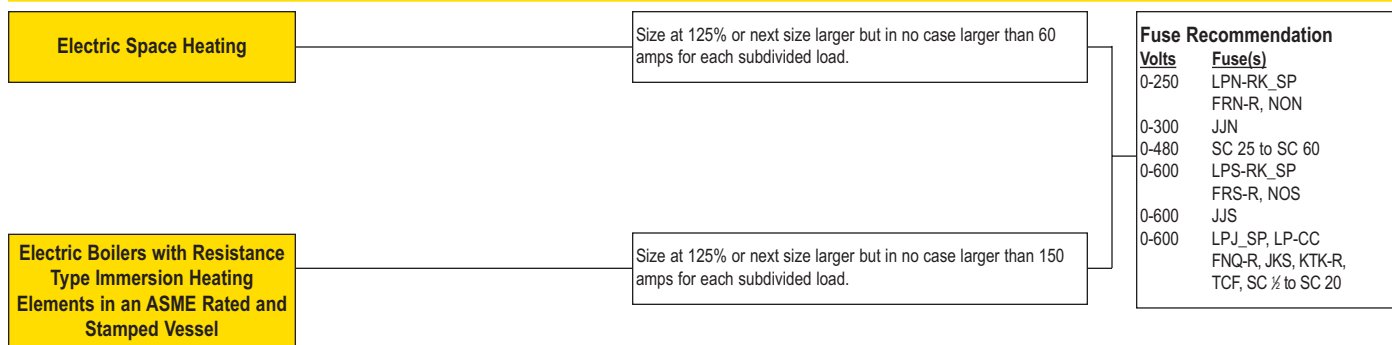 Electric Space Heating
Size at 125% or next size larger but in no case larger than 60
amps for each subdivided load.
Electric Boilers with Resistance
Type Immersion Heating
Elements in an ASME Rated and
Stamped Vessel
Size at 125% or next size larger but in no case larger than 150
amps for each subdivided load.
Fuse Recommendation
Volts Fuse(s)
0-250 LPN-RK_SP
FRN-R, NON
0-300 JJN
0-480 SC 25 to SC 60
0-600 LPS-RK_SP
FRS-R, NOS
0-600 JJS
0-600 LPJ_SP, LP-CC
FNQ-R, JKS, KTK-R,
TCF, SC ½ to SC 20